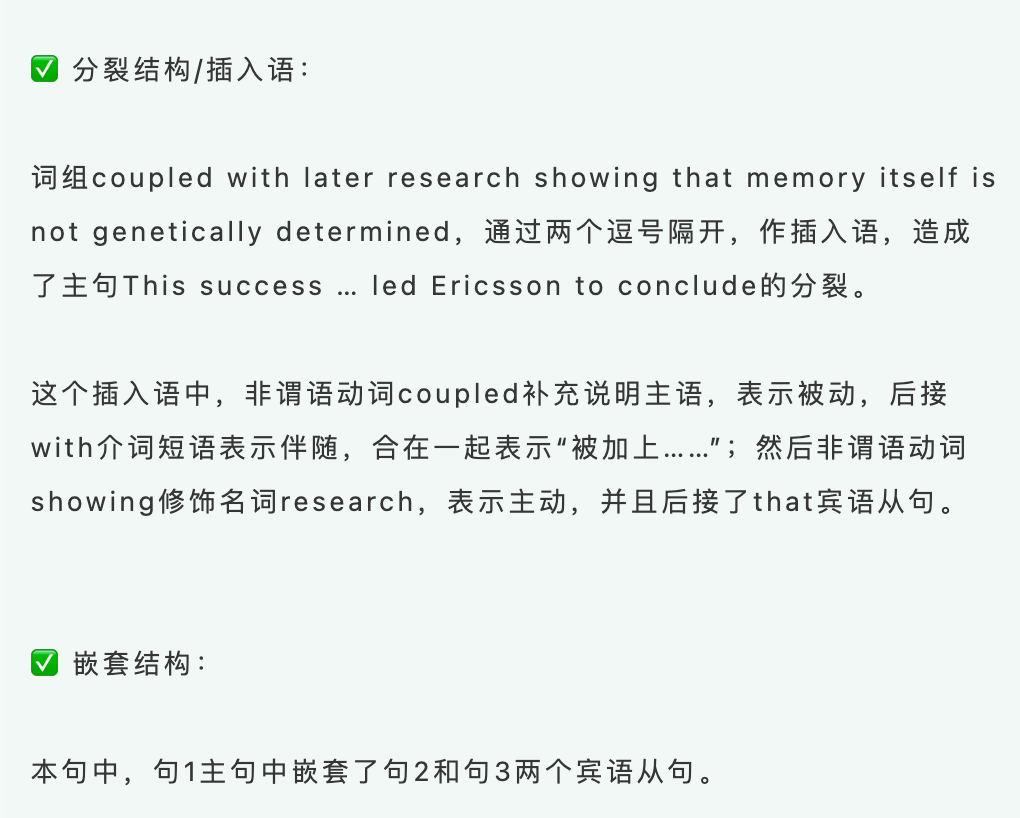 ✅ 分裂结构/插入语：
词组coupled with later research showing that memory itself is
not genetically determined，通过两个逗号隔开，作插入语，造成
了主句This success … led Ericsson to conclude的分裂。
这个插入语中，非谓语动词coupled补充说明主语，表示被动，后接
with介词短语表示伴随，合在一起表示“被加上……”；然后非谓语动词
showing修饰名词research，表示主动，并且后接了that宾语从句。
✅ 嵌套结构：
本句中，句1主句中嵌套了句2和句3两个宾语从句。